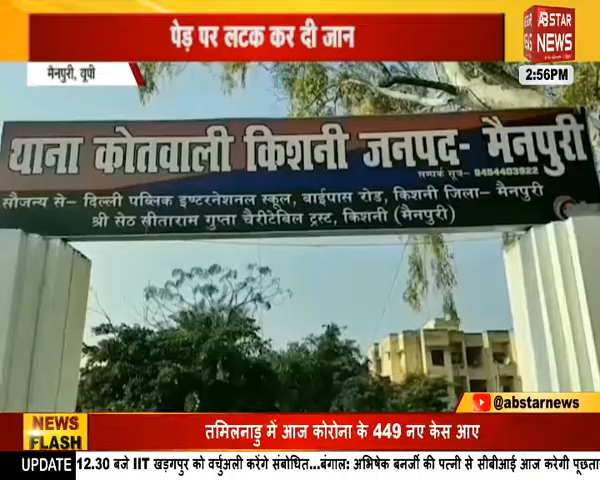 पेड़ पर लटक कर दी जान
AB STAR
NEWS
मैनपुरी, यूपी
2:56PM
थाना कोतवाली किशनी जनपद- मैनपुरी
सम्पर्क सूत्र- 9454403922
सौजन्य से- दिल्ली पब्लिक इण्टरनेशनल स्कूल, बाईपास रोड, किशनी जिला- मैनपुरी
श्री सेठ सीताराम गुप्ता चैरीटेबिल ट्रस्ट, किशनी (मैनपुरी)
@abstarnews
NEWS
FLASH
तमिलनाडु में आज कोरोना के 449 नए केस आए
UPDATE 12.30 बजे IIT खड़गपुर को वर्चुअली करेंगे संबोधित...बंगाल: अभिषेक बनर्जी की पत्नी से सीबीआई आज करेगी पूछता